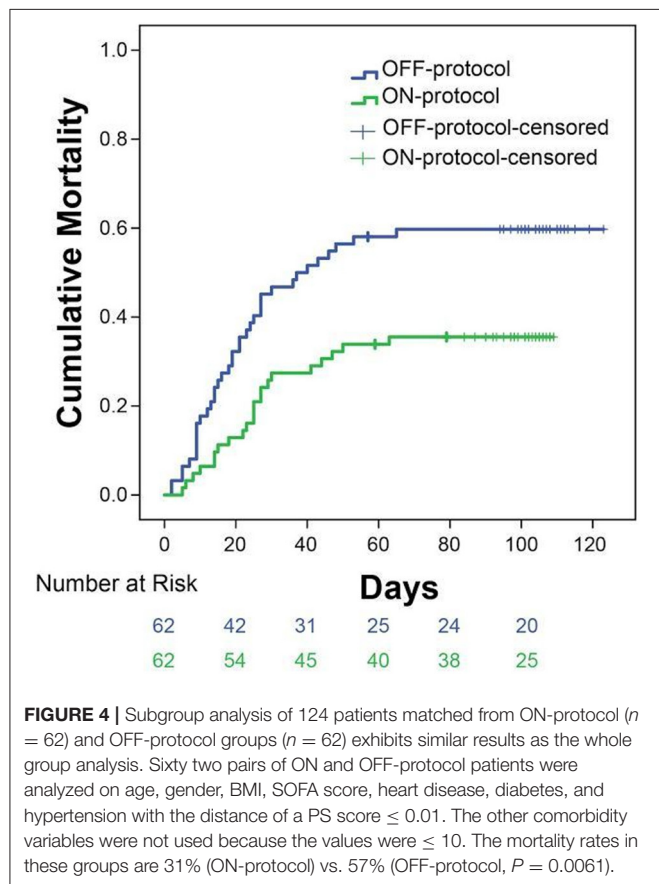 1.0
0.8
0.6
0.4
0.2
0.0
Cumulative Mortality
OFF-protocol
ON-protocol
OFF-protocol-censored
ON-protocol-censored
0 20 40 60 80 100 120
Number at Risk Days
62 42 31 25 24 20
62 54 45 40 38 25
FIGURE 4 | Subgroup analysis of 124 patients matched from ON-protocol (n
= 62) and OFF-protocol groups (n = 62) exhibits similar results as the whole
group analysis. Sixty two pairs of ON and OFF-protocol patients were
analyzed on age, gender, BMI, SOFA score, heart disease, diabetes, and
hypertension with the distance of a PS score ≤ 0.01. The other comorbidity
variables were not used because the values were ≤ 10. The mortality rates in
these groups are 31% (ON-protocol) vs. 57% (OFF-protocol, P = 0.0061).